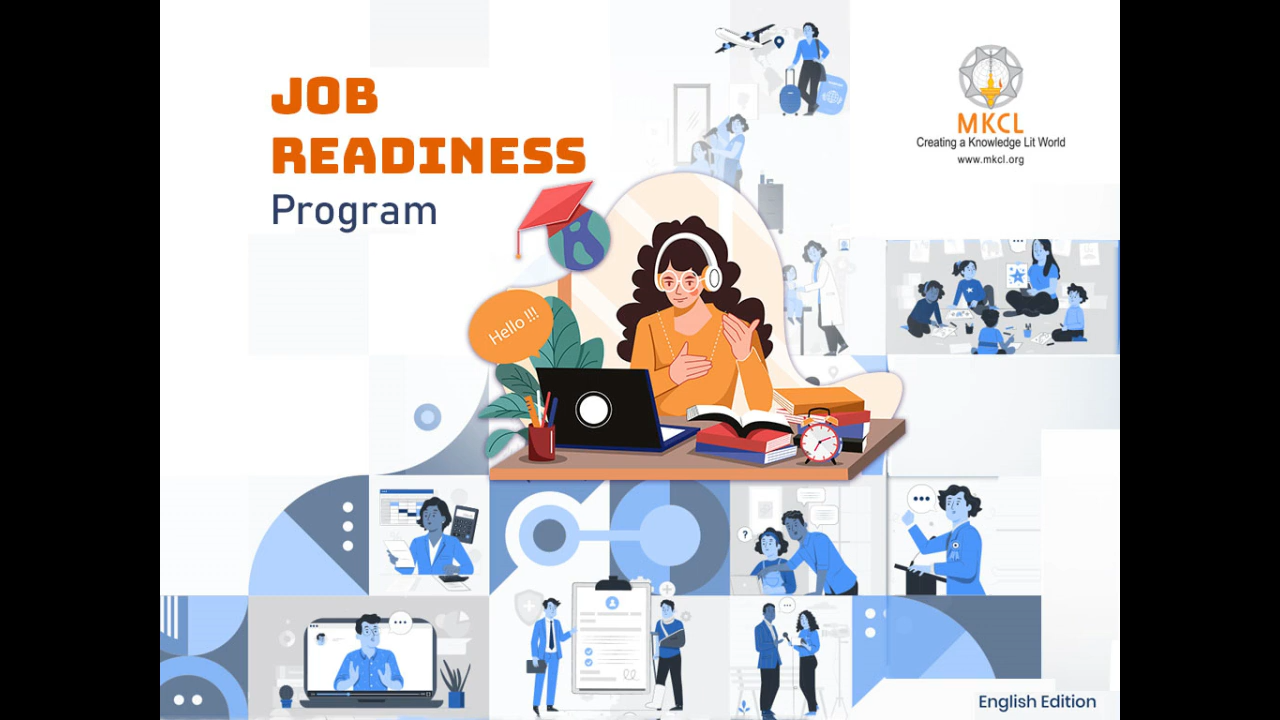 JOB
READINESS
Program
MKCL
Creating a Knowledge Lit World
www.mkcl.org
Hello !!!
?
English Edition